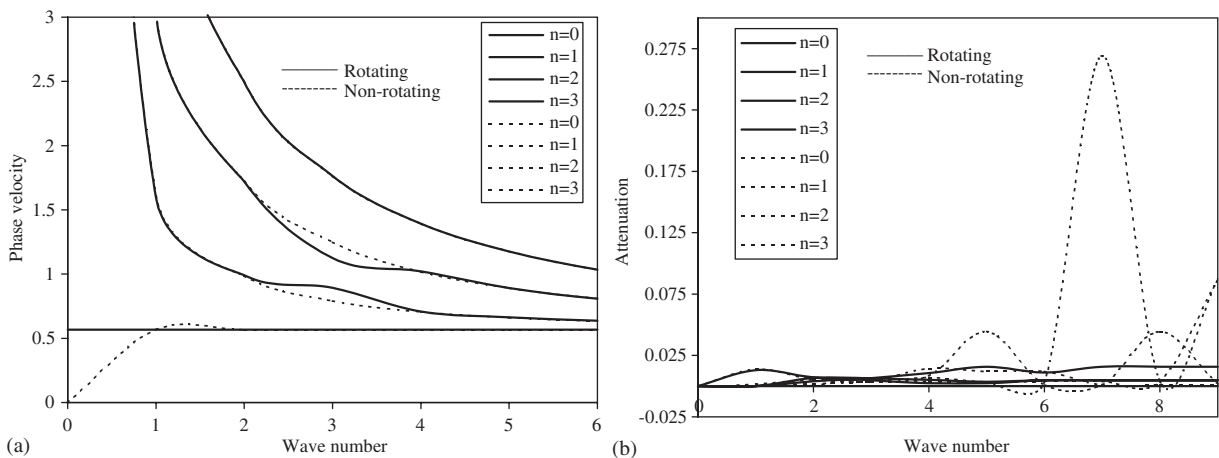 3
2.5
2
1.5
1
0.5
0
Phase velocity
n=0
n=1
n=2
n=3
n=0
n=1
n=2
n=3
Rotating
Non-rotating
0 1 2 3 4 5 6
Wave number
(a)
0.275
0.225
0.175
0.125
0.075
0.025
-0.025
Attenuation
n=0
n=1
n=2
n=3
n=0
n=1
n=2
n=3
Rotating
Non-rotating
0 2 4 6 8
Wave number
(b)